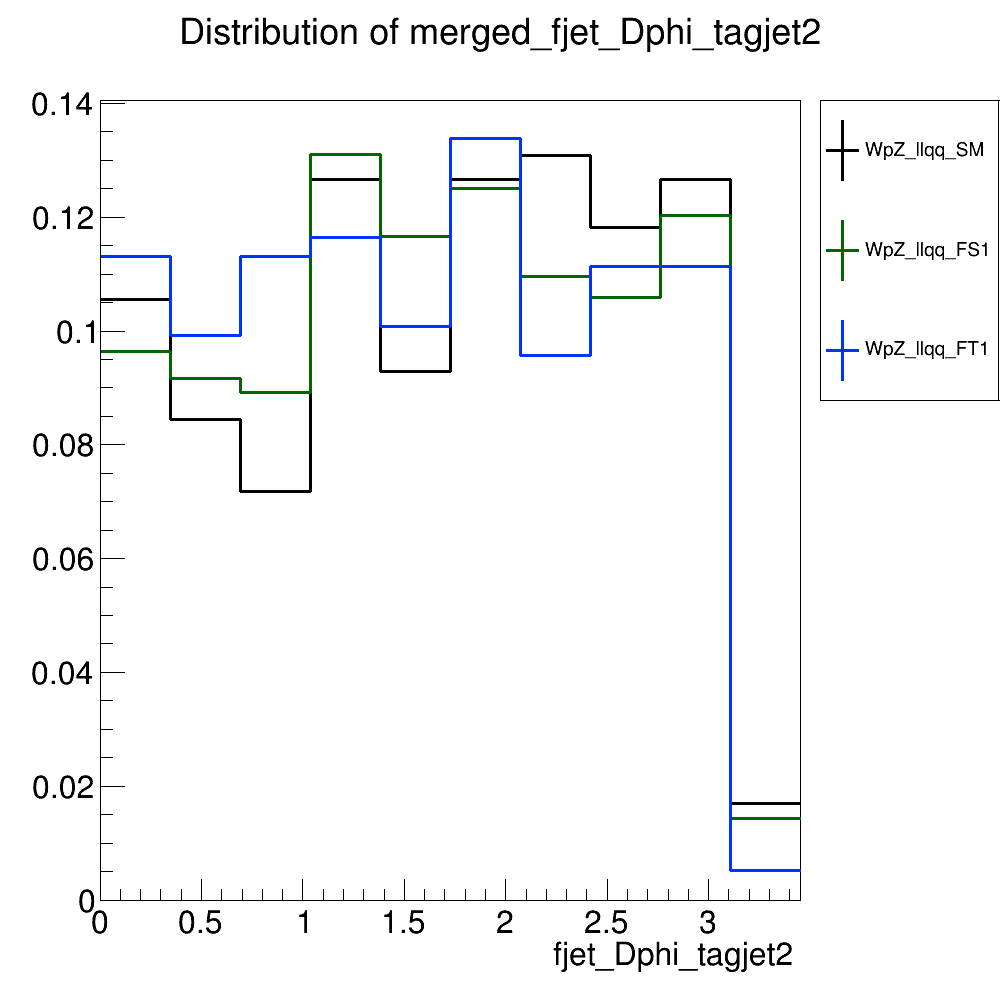 Distribution of merged_fjet_Dphi_tagjet2
0.14
0.12
0.1
0.08
0.06
0.04
0.02
0
0 0.5 1 1.5 2 2.5 3
fjet_Dphi_tagjet2
WpZ_llqq_SM
WpZ_llqq_FS1
WpZ_llqq_FT1